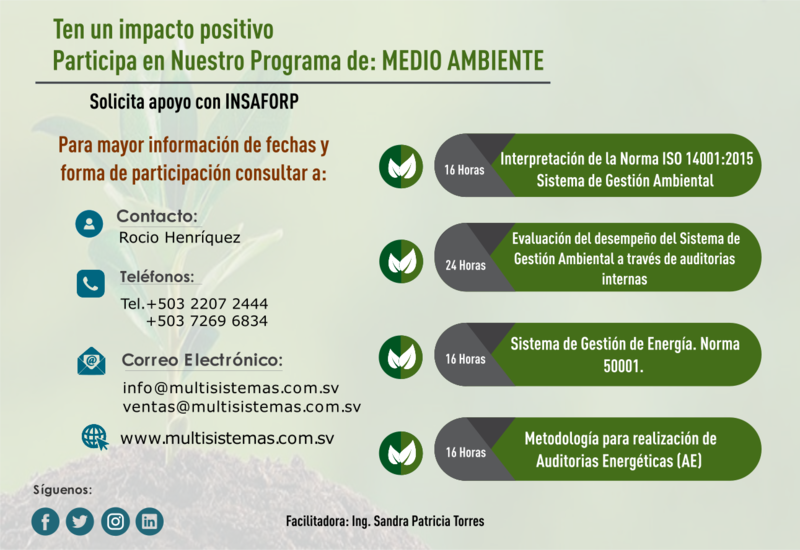 Ten un impacto positivo
Participa en Nuestro Programa de: MEDIO AMBIENTE
Solicita apoyo con INSAFORP
Para mayor información de fechas y
forma de participación consultar a:
Contacto:
Rocio Henríquez
Teléfonos:
Tel.+503 2207 2444
+503 7269 6834
Correo Electrónico:
info@multisistemas.com.sv
ventas@multisistemas.com.sv
www.multisistemas.com.sv
Síguenos:
16 Horas
Interpretación de la Norma ISO 14001:2015
Sistema de Gestión Ambiental
24 Horas
Evaluación del desempeño del Sistema de
Gestión Ambiental a través de auditorias
internas
16 Horas
Sistema de Gestión de Energía. Norma
50001.
16 Horas
Metodología para realización de
Auditorias Energéticas (AE)
Facilitadora: Ing. Sandra Patricia Torres